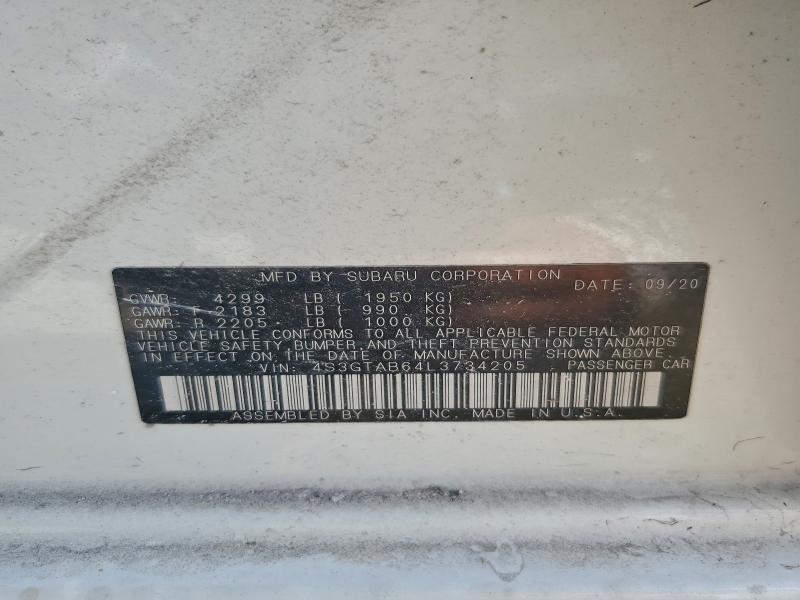 MFD BY SUBARU CORPORATION
DATE: 09/20
GVWR: 4299 LB ( 1950 KG)
GAWR: F 2183 LB ( 990 KG)
GAWR: R 2205 LB ( 1000 KG)
THIS VEHICLE CONFORMS TO ALL APPLICABLE FEDERAL MOTOR
VEHICLE SAFETY BUMPER, AND THEFT PREVENTION STANDARDS
IN EFFECT ON THE DATE OF MANUFACTURE SHOWN ABOVE.
VIN: 4S3GTAB64L3734205 PASSENGER CAR
ASSEMBLED BY SIA INC. MADE IN U.S.A.